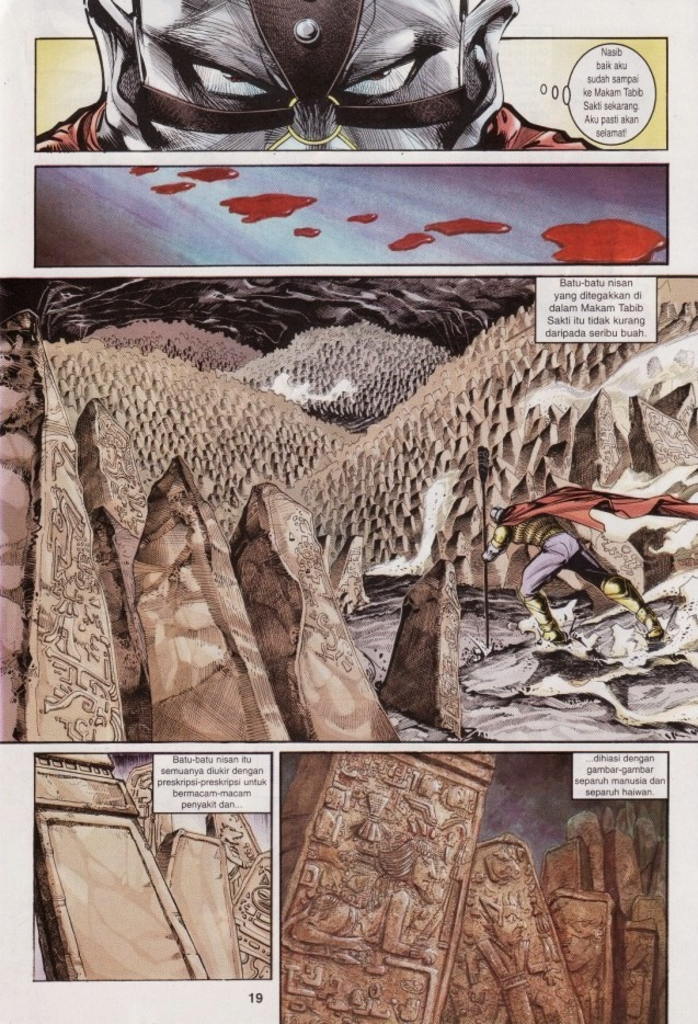 Nasib
baik aku
sudah sampai
ke Makam Tabib
Sakti sekarang.
Aku pasti akan
selamat!
Batu-batu nisan
yang ditegakkan di
dalam Makam Tabib
Sakti itu tidak kurang
daripada seribu buah.
Batu-batu nisan itu
semuanya diukir dengan
preskripsi-preskripsi untuk
bermacam-macam
penyakit dan...
...dihiasi dengan
gambar-gambar
separuh manusia dan
separuh haiwan.
19